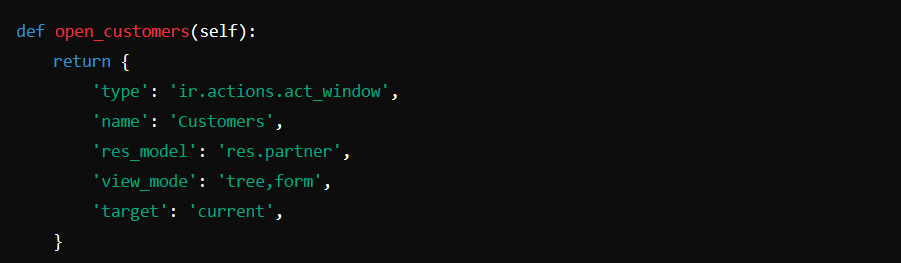 def open_customers(self):
    return {
        'type': 'ir.actions.act_window',
        'name': 'Customers',
        'res_model': 'res.partner',
        'view_mode': 'tree,form',
        'target': 'current',
    }